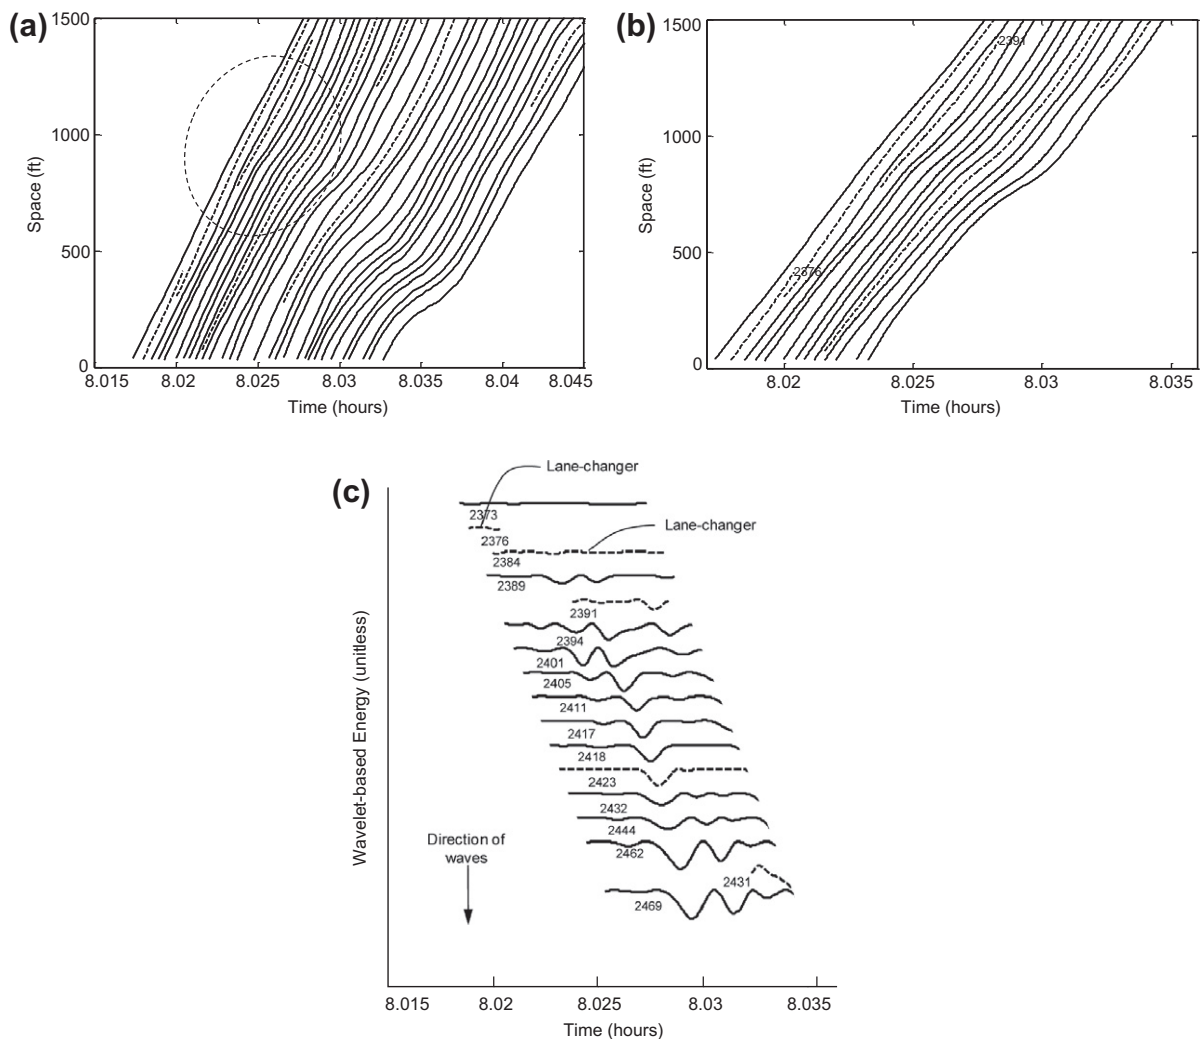 (a)
1500
1000
500
0
Space (ft)
8.015 8.02 8.025 8.03 8.035 8.04 8.045
Time (hours)
(b)
1500
1000
500
0
Space (ft)
2391
2376
8.02 8.025 8.03 8.035
Time (hours)
(c)
Lane-changer
2373
Lane-changer
2376
2384
2389
2391
2394
2401
2405
2411
2417
2418
2423
2432
2444
2462
2431
2469
Wavelet-based Energy (unitless)
Direction of
waves
8.015 8.02 8.025 8.03 8.035
Time (hours)